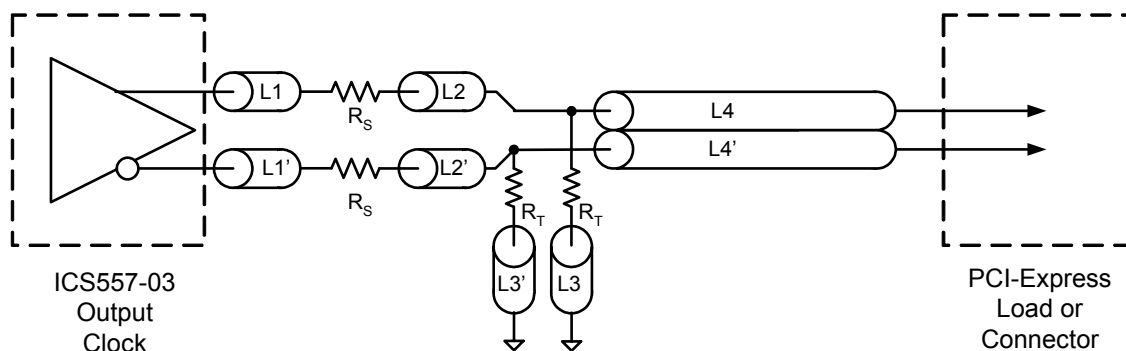 L1
R_S
L2
L4
L1’
R_S
L2’
L4’
R_T
R_T
L3’
L3
ICS557-03
Output
Clock
PCI-Express
Load or
Connector